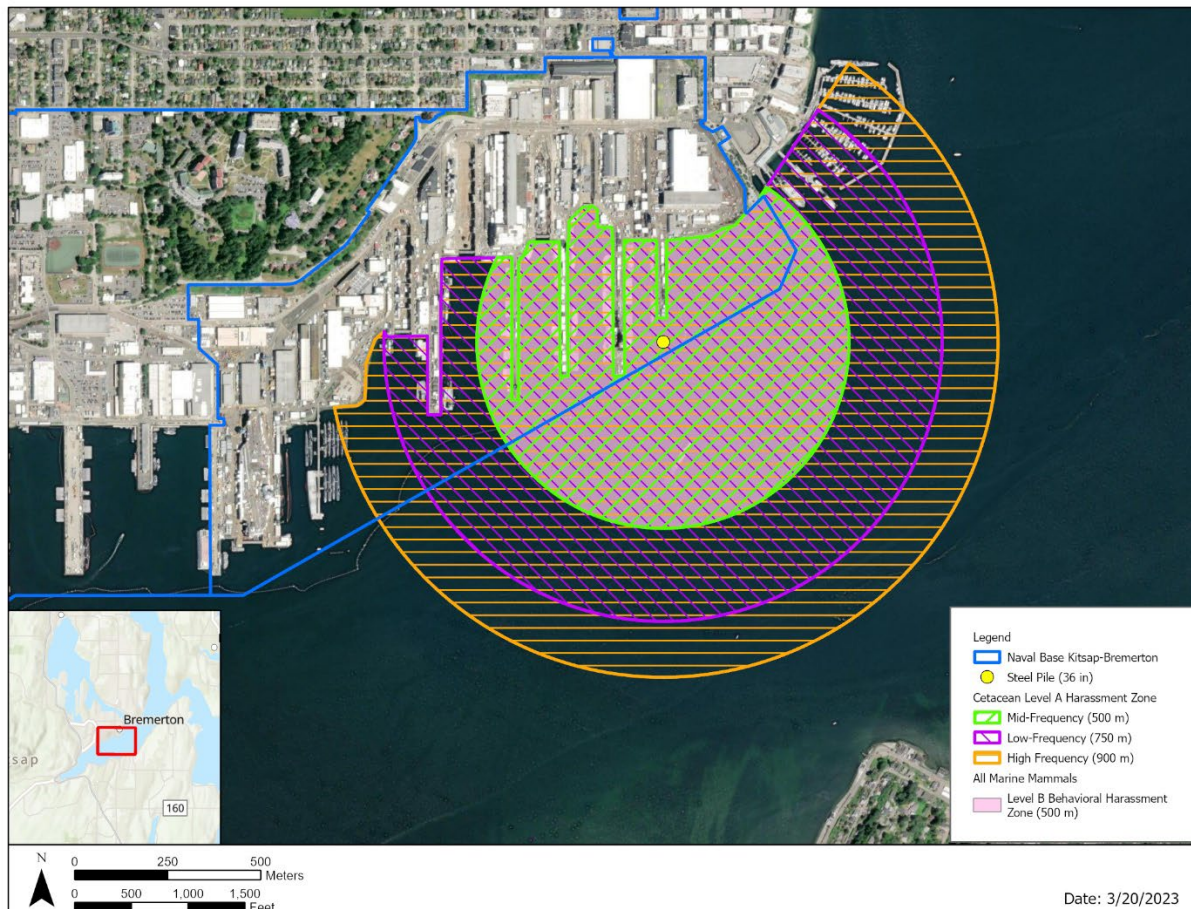 Bremerton
sap
160
Legend
Naval Base Kitsap-Bremerton
Steel Pile (36 in)
Cetacean Level A Harassment Zone
Mid-Frequency (500 m)
Low-Frequency (750 m)
High Frequency (900 m)
All Marine Mammals
Level B Behavioral Harassment
Zone (500 m)
N
0 250 500
Meters
0 500 1,000 1,500
Feet
Date: 3/20/2023